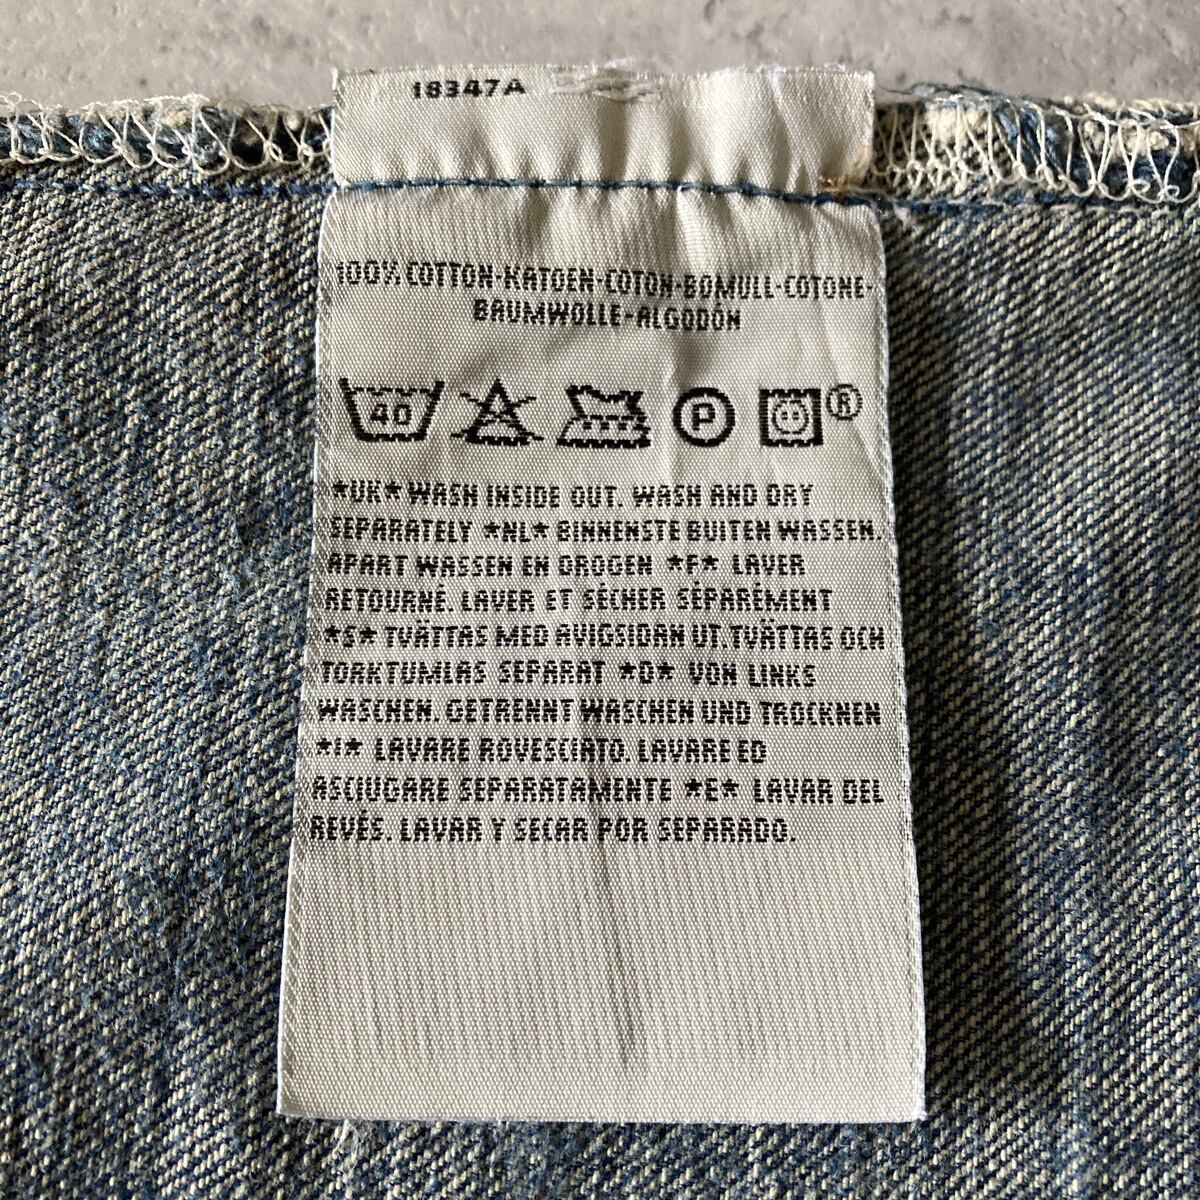 18347A
100% COTTON-KATOEN-COTON-BOMULL-COTONE-
BAUMWOLLE-ALGODÓN
40 P ®
*UK* WASH INSIDE OUT. WASH AND DRY
SEPARATELY *NL* BINNENSTE BUITEN WASSEN.
APART WASSEN EN DROGEN *F* LAVER
RETOURNÉ. LAVER ET SÉCHER SÉPARÉMENT
*S* TVÄTTAS MED AVIGSIDAN UT. TVÄTTAS OCH
TORKTUMLAS SEPARAT *D* VON LINKS
WASCHEN. GETRENNT WASCHEN UND TROCKNEN
*I* LAVARE ROVESCIATO. LAVARE ED
ASCIUGARE SEPARATAMENTE *E* LAVAR DEL
REVÉS. LAVAR Y SECAR POR SEPARADO.